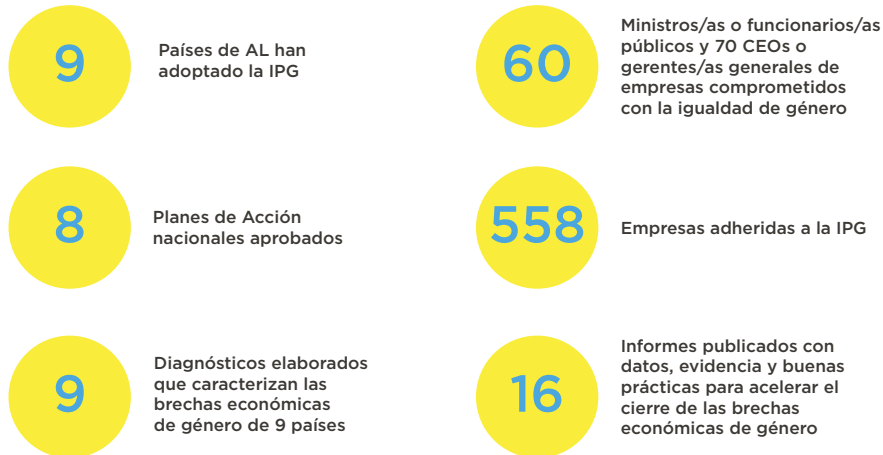 9
Países de AL han
adoptado la IPG
60
Ministros/as o funcionarios/as
públicos y 70 CEOs o
gerentes/as generales de
empresas comprometidos
con la igualdad de género
8
Planes de Acción
nacionales aprobados
558
Empresas adheridas a la IPG
9
Diagnósticos elaborados
que caracterizan las
brechas económicas
de género de 9 países
16
Informes publicados con
datos, evidencia y buenas
prácticas para acelerar el
cierre de las brechas
económicas de género